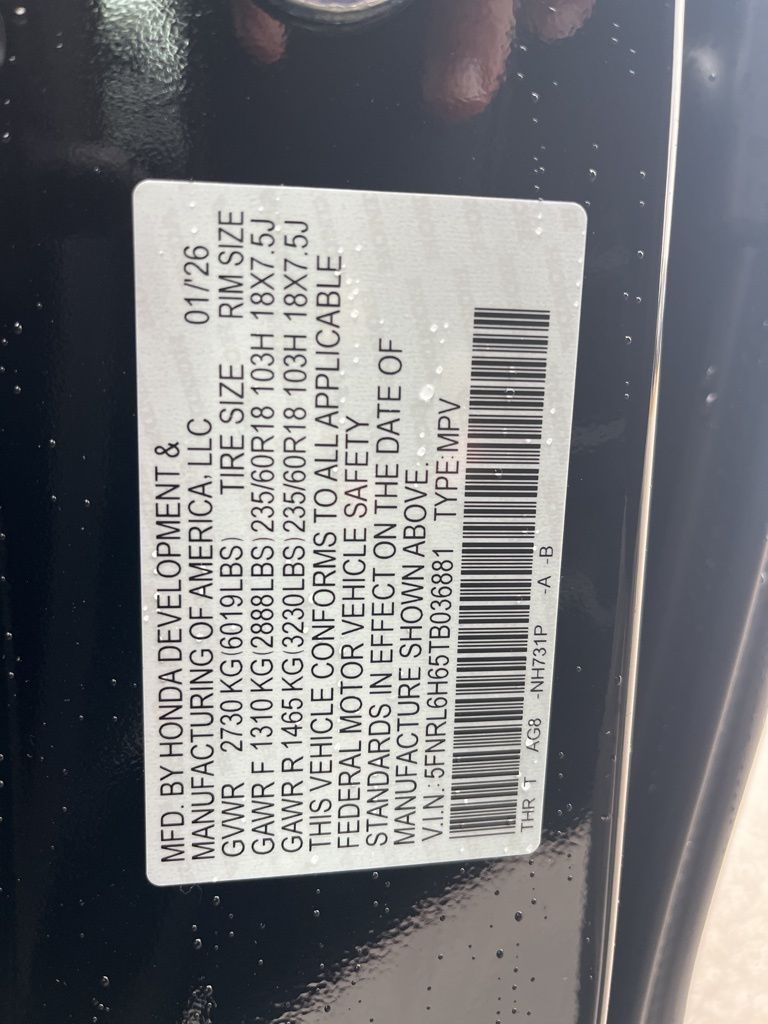 MFD. BY HONDA DEVELOPMENT &
MANUFACTURING OF AMERICA, LLC 01/'26
GVWR 2730 KG(6019LBS) TIRE SIZE RIM SIZE
GAWR F 1310 KG(2888LBS) 235/60R18 103H 18X7.5J
GAWR R 1465 KG(3230LBS) 235/60R18 103H 18X7.5J
THIS VEHICLE CONFORMS TO ALL APPLICABLE
FEDERAL MOTOR VEHICLE SAFETY
STANDARDS IN EFFECT ON THE DATE OF
MANUFACTURE SHOWN ABOVE.
V.I.N.:5FNRL6H65TB036881 TYPE:MPV
THR T AG8 -NH731P -A -B